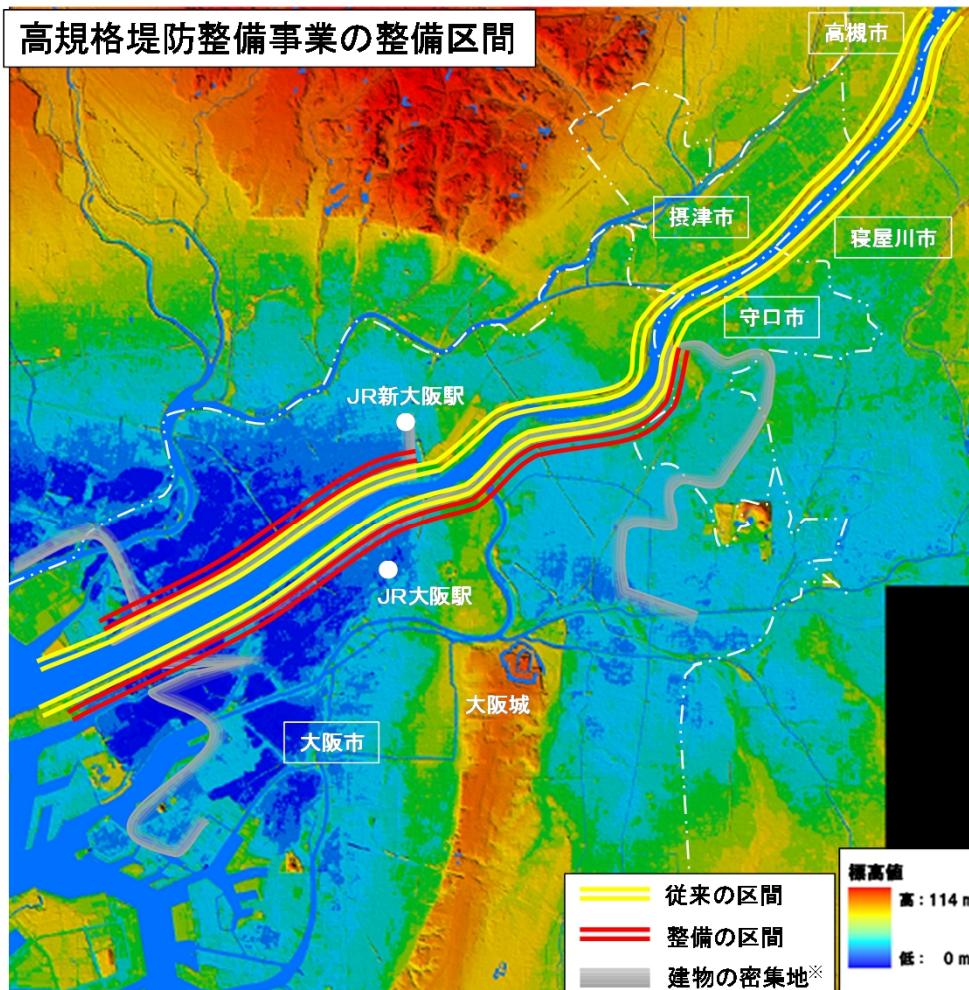 高規格堤防整備事業の整備区間
高槻市
摂津市
寝屋川市
守口市
JR新大阪駅
JR大阪駅
大阪城
大阪市
従来の区間
整備の区間
建物の密集地※
標高値
高：114 m
低： 0 m